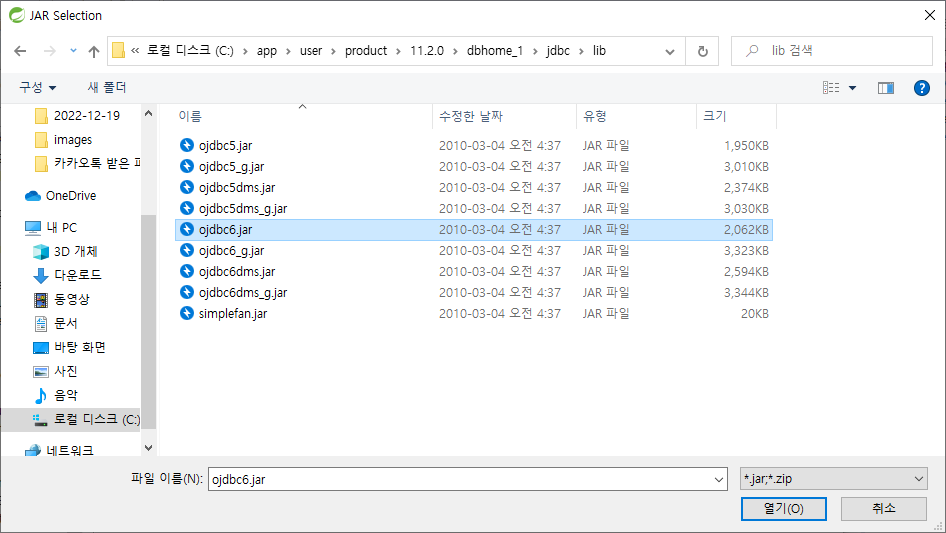 JAR Selection
« 로컬 디스크 (C:) > app > user > product > 11.2.0 > dbhome_1 > jdbc > lib
lib 검색
구성
새 폴더
2022-12-19
images
카카오톡 받은 파
OneDrive
내 PC
3D 개체
다운로드
동영상
문서
바탕 화면
사진
음악
로컬 디스크 (C:)
네트워크
이름 수정한 날짜 유형 크기
ojdbc5.jar 2010-03-04 오전 4:37 JAR 파일 1,950KB
ojdbc5_g.jar 2010-03-04 오전 4:37 JAR 파일 3,010KB
ojdbc5dms.jar 2010-03-04 오전 4:37 JAR 파일 2,374KB
ojdbc5dms_g.jar 2010-03-04 오전 4:37 JAR 파일 3,030KB
ojdbc6.jar 2010-03-04 오전 4:37 JAR 파일 2,062KB
ojdbc6_g.jar 2010-03-04 오전 4:37 JAR 파일 3,323KB
ojdbc6dms.jar 2010-03-04 오전 4:37 JAR 파일 2,594KB
ojdbc6dms_g.jar 2010-03-04 오전 4:37 JAR 파일 3,344KB
simplefan.jar 2010-03-04 오전 4:37 JAR 파일 20KB
파일 이름(N): ojdbc6.jar
*.jar;*.zip
열기(O)
취소